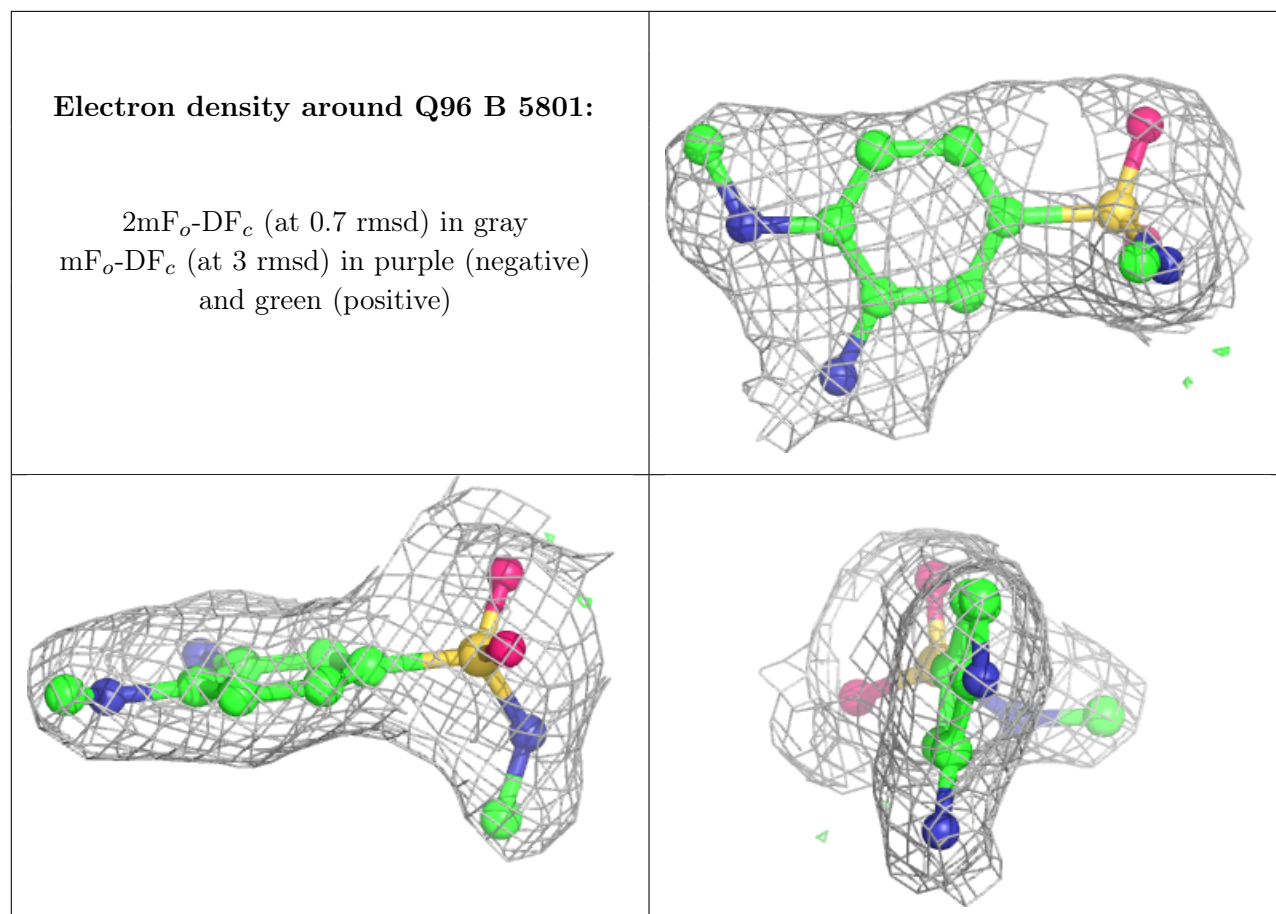 Electron density around Q96 B 5801:
2mFo-DFc (at 0.7 rmsd) in gray
mFo-DFc (at 3 rmsd) in purple (negative)
and green (positive)